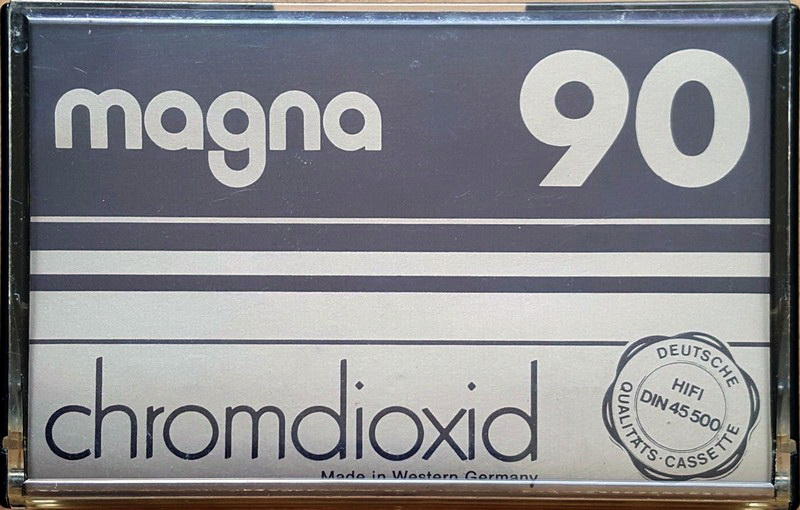 magna 90
chromdioxid
Made in Western Germany
DEUTSCHE
HIFI
DIN 45 500
QUALITÄTS-CASSETTE